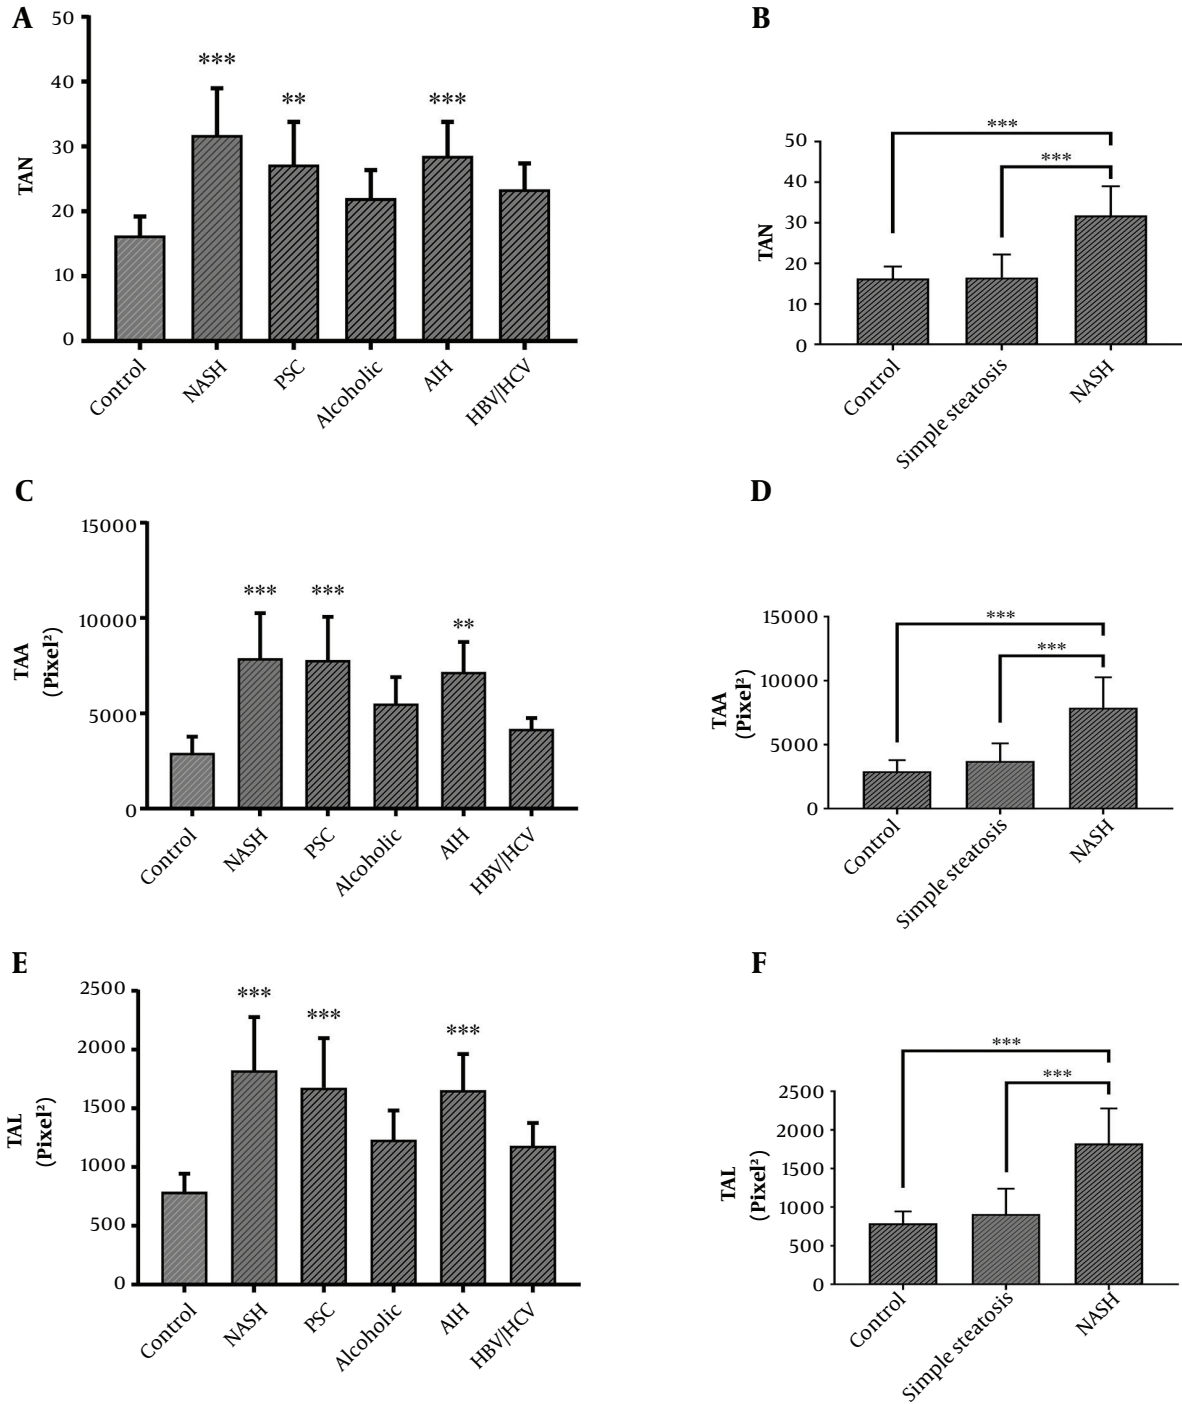 A
50
40
30
20
10
0
TAN
***
**
***
Control
NASH
PSC
Alcoholic
AIH
HBV/HCV
B
50
40
30
20
10
0
TAN
***
***
Control
Simple steatosis
NASH
C
15000
10000
5000
0
TAA
(Pixel²)
***
***
**
Control
NASH
PSC
Alcoholic
AIH
HBV/HCV
D
15000
10000
5000
0
TAA
(Pixel²)
***
***
Control
Simple steatosis
NASH
E
2500
2000
1500
1000
500
0
TAL
(Pixel²)
***
***
***
Control
NASH
PSC
Alcoholic
AIH
HBV/HCV
F
2500
2000
1500
1000
500
0
TAL
(Pixel²)
***
***
Control
Simple steatosis
NASH